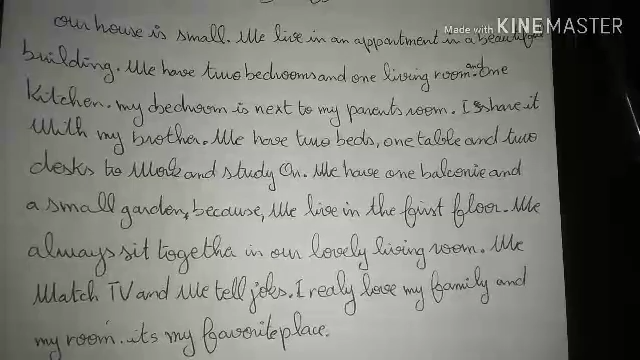 Made with KINEMASTER
our house is small. We live in an appartment in a beautiful
building. We have two bedrooms and one living room. and One
Kitchen. my bedroom is next to my parents room. I share it
With my brother. We have two beds, one table and two
desks to Work and study On. We have one balconie and
a small garden, because, We live in the first floor. We
always sit togetha in our lovely living room. We
Watch TV and We tell joks. I realy love my family and
my room. its my favorite place.